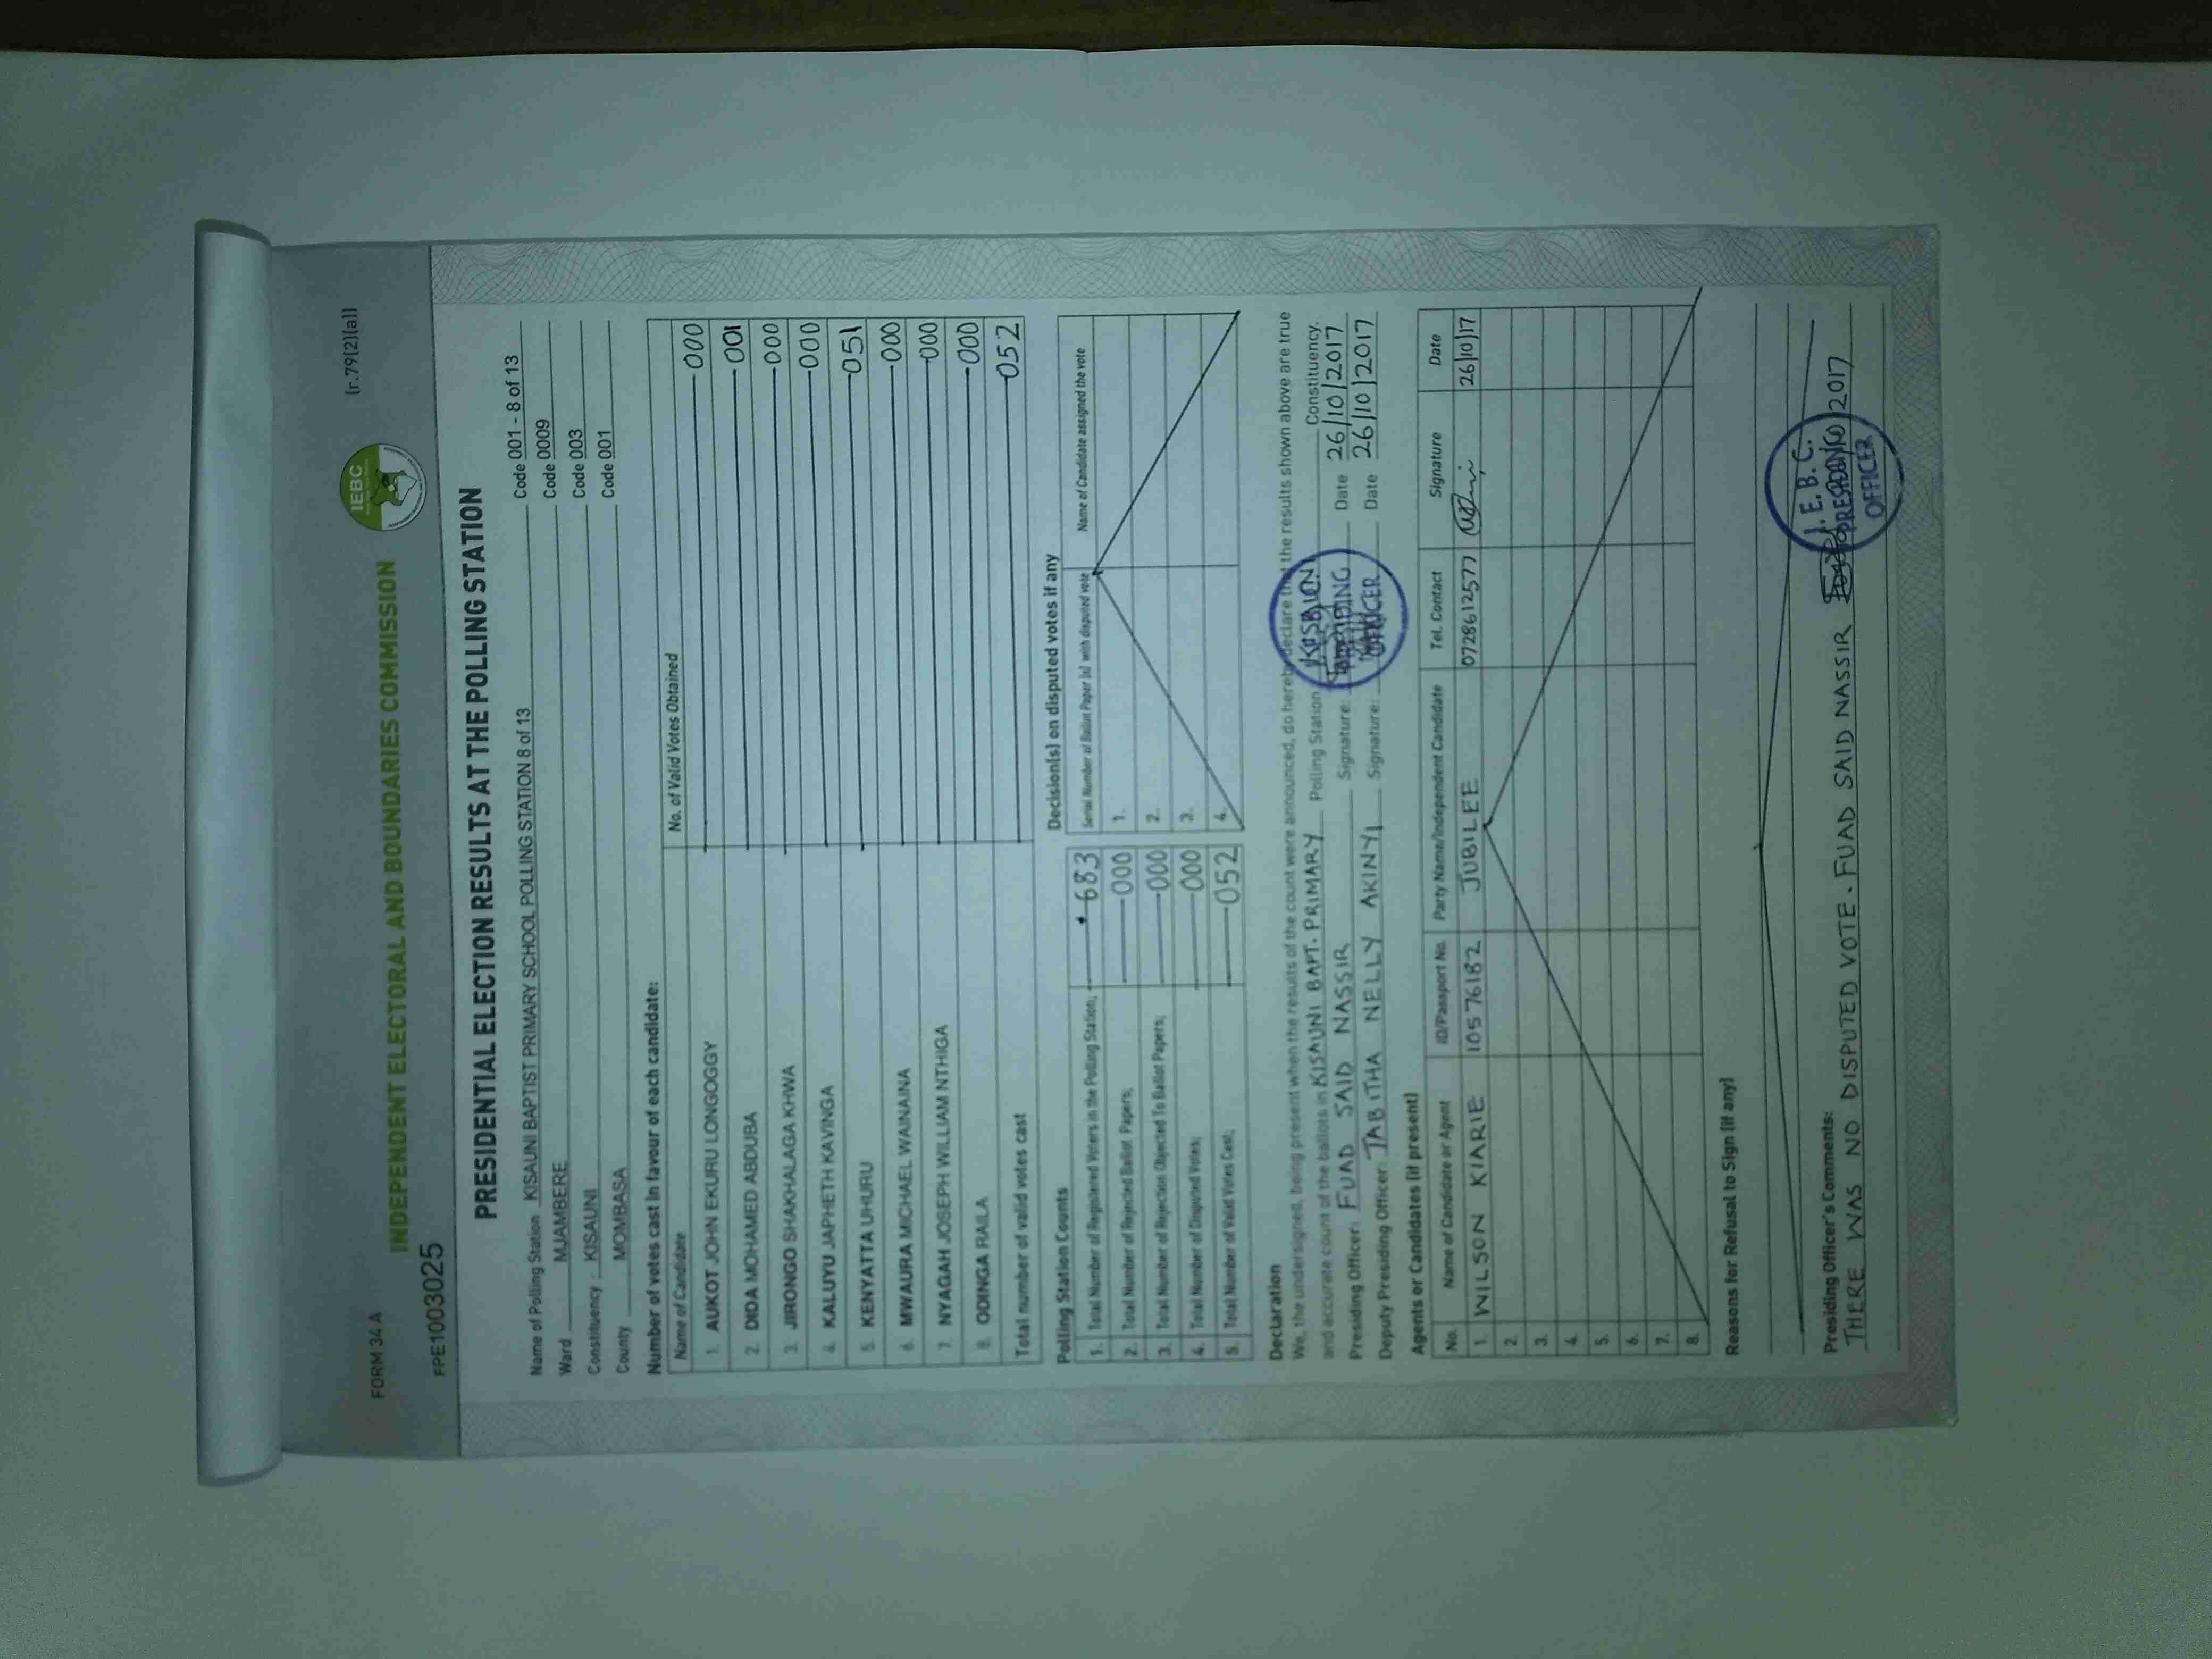 FORM 34 A
(r.79(2)(a))
IEBC
INDEPENDENT ELECTORAL AND BOUNDARIES COMMISSION
FPE1003025
PRESIDENTIAL ELECTION RESULTS AT THE POLLING STATION
Name of Polling Station KISAUNI BAPTIST PRIMARY SCHOOL POLLING STATION 8 of 13 Code 001 - 8 of 13
Ward MJAMBERE Code 0009
Constituency KISAUNI Code 003
County MOMBASA Code 001
Number of votes cast in favour of each candidate:
Name of Candidate No. of Valid Votes Obtained
1. AUKOT JOHN EKURU LONGOGGY 000
2. DIDA MOHAMED ABDUBA 001
3. JIRONGO SHAKHALAGA KHWA 000
4. KALUYU JAPHETH KAVINGA 000
5. KENYATTA UHURU 051
6. MWAURA MICHAEL WAINAINA 000
7. NYAGAH JOSEPH WILLIAM NTHIGA 000
8. ODINGA RAILA 000
Total number of valid votes cast 052
Polling Station Counts
1. Total Number of Registered Voters in the Polling Station; 683
2. Total Number of Rejected Ballot Papers; 000
3. Total Number of Rejection Objected To Ballot Papers; 000
4. Total Number of Disputed Votes; 000
5. Total Number of Valid Votes Cast; 052
Decision(s) on disputed votes if any
Serial Number of Ballot Paper (s) with disputed vote Name of Candidate assigned the vote
1.
2.
3.
4.
Declaration
We, the undersigned, being present when the results of the count were announced, do hereby declare that the results shown above are true
and accurate count of the ballots in KISAUNI BAPT. PRIMARY Polling Station Constituency.
Presiding Officer: FUAD SAID NASSIR Signature: Date 26/10/2017
Deputy Presiding Officer: TABITHA NELLY AKINYI Signature: Date 26/10/2017
Agents or Candidates (if present)
No. Name of Candidate or Agent ID/Passport No. Party Name/Independent Candidate Tel. Contact Signature Date
1. WILSON KIARIE 10576182 JUBILEE 0728612577 26/10/17
2.
3.
4.
5.
6.
7.
8.
Reasons for Refusal to Sign (if any)
Presiding Officer's Comments:
THERE WAS NO DISPUTED VOTE. FUAD SAID NASSIR 2017
I. E. B. C.
PRESIDING
OFFICER